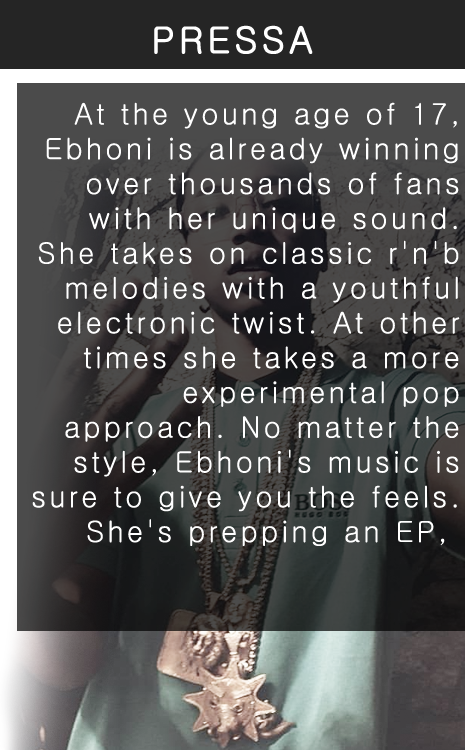 PRESSA
At the young age of 17,
Ebhoni is already winning
over thousands of fans
with her unique sound.
She takes on classic r'n'b
melodies with a youthful
electronic twist. At other
times she takes a more
experimental pop
approach. No matter the
style, Ebhoni's music is
sure to give you the feels.
She's prepping an EP,